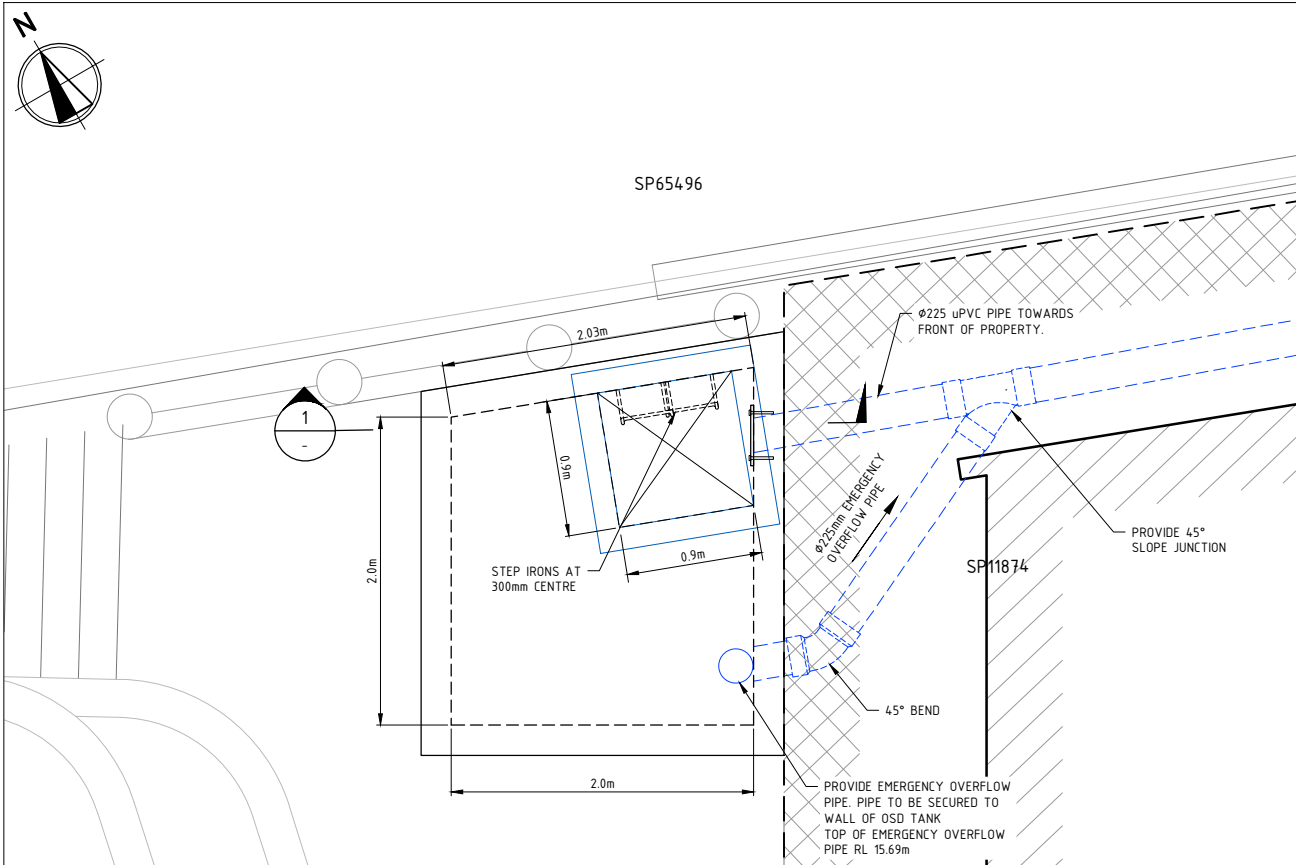 N
SP65496
Φ225 uPVC PIPE TOWARDS
FRONT OF PROPERTY.
2.03m
1
-
0.9m
2.0m
0.9m
STEP IRONS AT
300mm CENTRE
Φ225mm EMERGENCY
OVERFLOW PIPE
PROVIDE 45°
SLOPE JUNCTION
SP11874
45° BEND
2.0m
PROVIDE EMERGENCY OVERFLOW
PIPE. PIPE TO BE SECURED TO
WALL OF OSD TANK
TOP OF EMERGENCY OVERFLOW
PIPE RL 15.69m